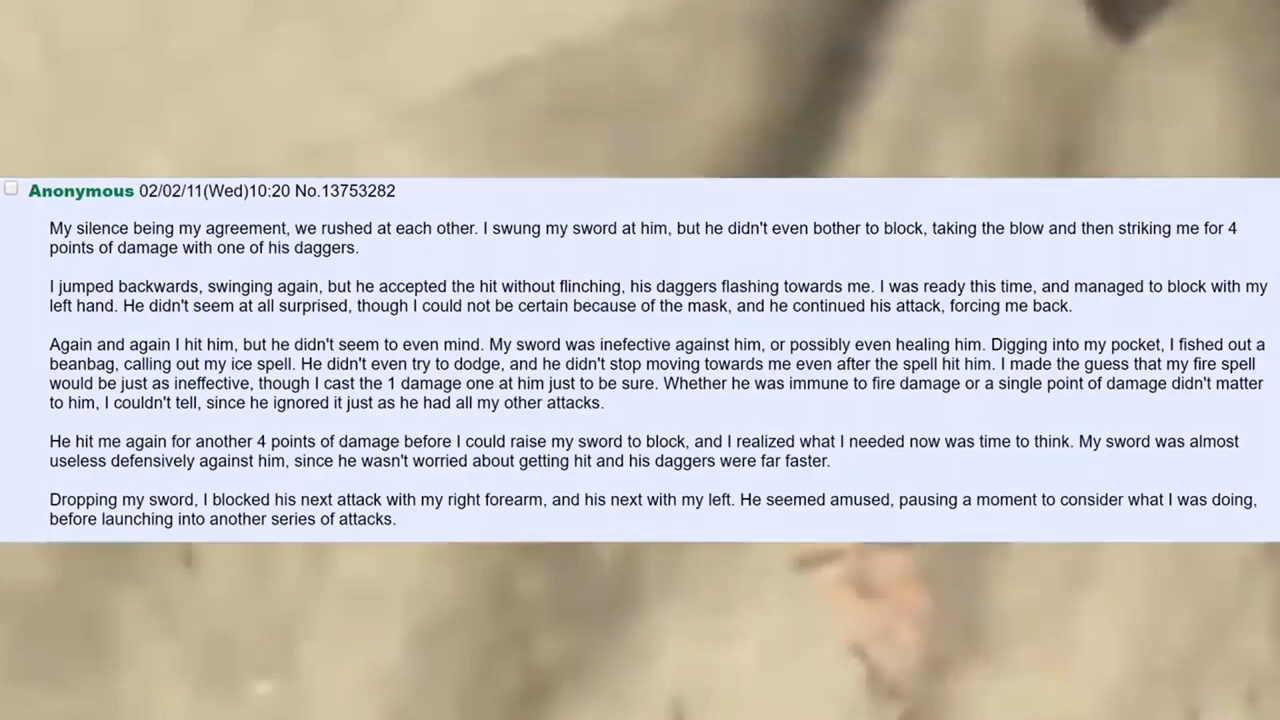 Anonymous 02/02/11(Wed)10:20 No.13753282
My silence being my agreement, we rushed at each other. I swung my sword at him, but he didn't even bother to block, taking the blow and then striking me for 4
points of damage with one of his daggers.
I jumped backwards, swinging again, but he accepted the hit without flinching, his daggers flashing towards me. I was ready this time, and managed to block with my
left hand. He didn't seem at all surprised, though I could not be certain because of the mask, and he continued his attack, forcing me back.
Again and again I hit him, but he didn't seem to even mind. My sword was inefective against him, or possibly even healing him. Digging into my pocket, I fished out a
beanbag, calling out my ice spell. He didn't even try to dodge, and he didn't stop moving towards me even after the spell hit him. I made the guess that my fire spell
would be just as ineffective, though I cast the 1 damage one at him just to be sure. Whether he was immune to fire damage or a single point of damage didn't matter
to him, I couldn't tell, since he ignored it just as he had all my other attacks.
He hit me again for another 4 points of damage before I could raise my sword to block, and I realized what I needed now was time to think. My sword was almost
useless defensively against him, since he wasn't worried about getting hit and his daggers were far faster.
Dropping my sword, I blocked his next attack with my right forearm, and his next with my left. He seemed amused, pausing a moment to consider what I was doing,
before launching into another series of attacks.